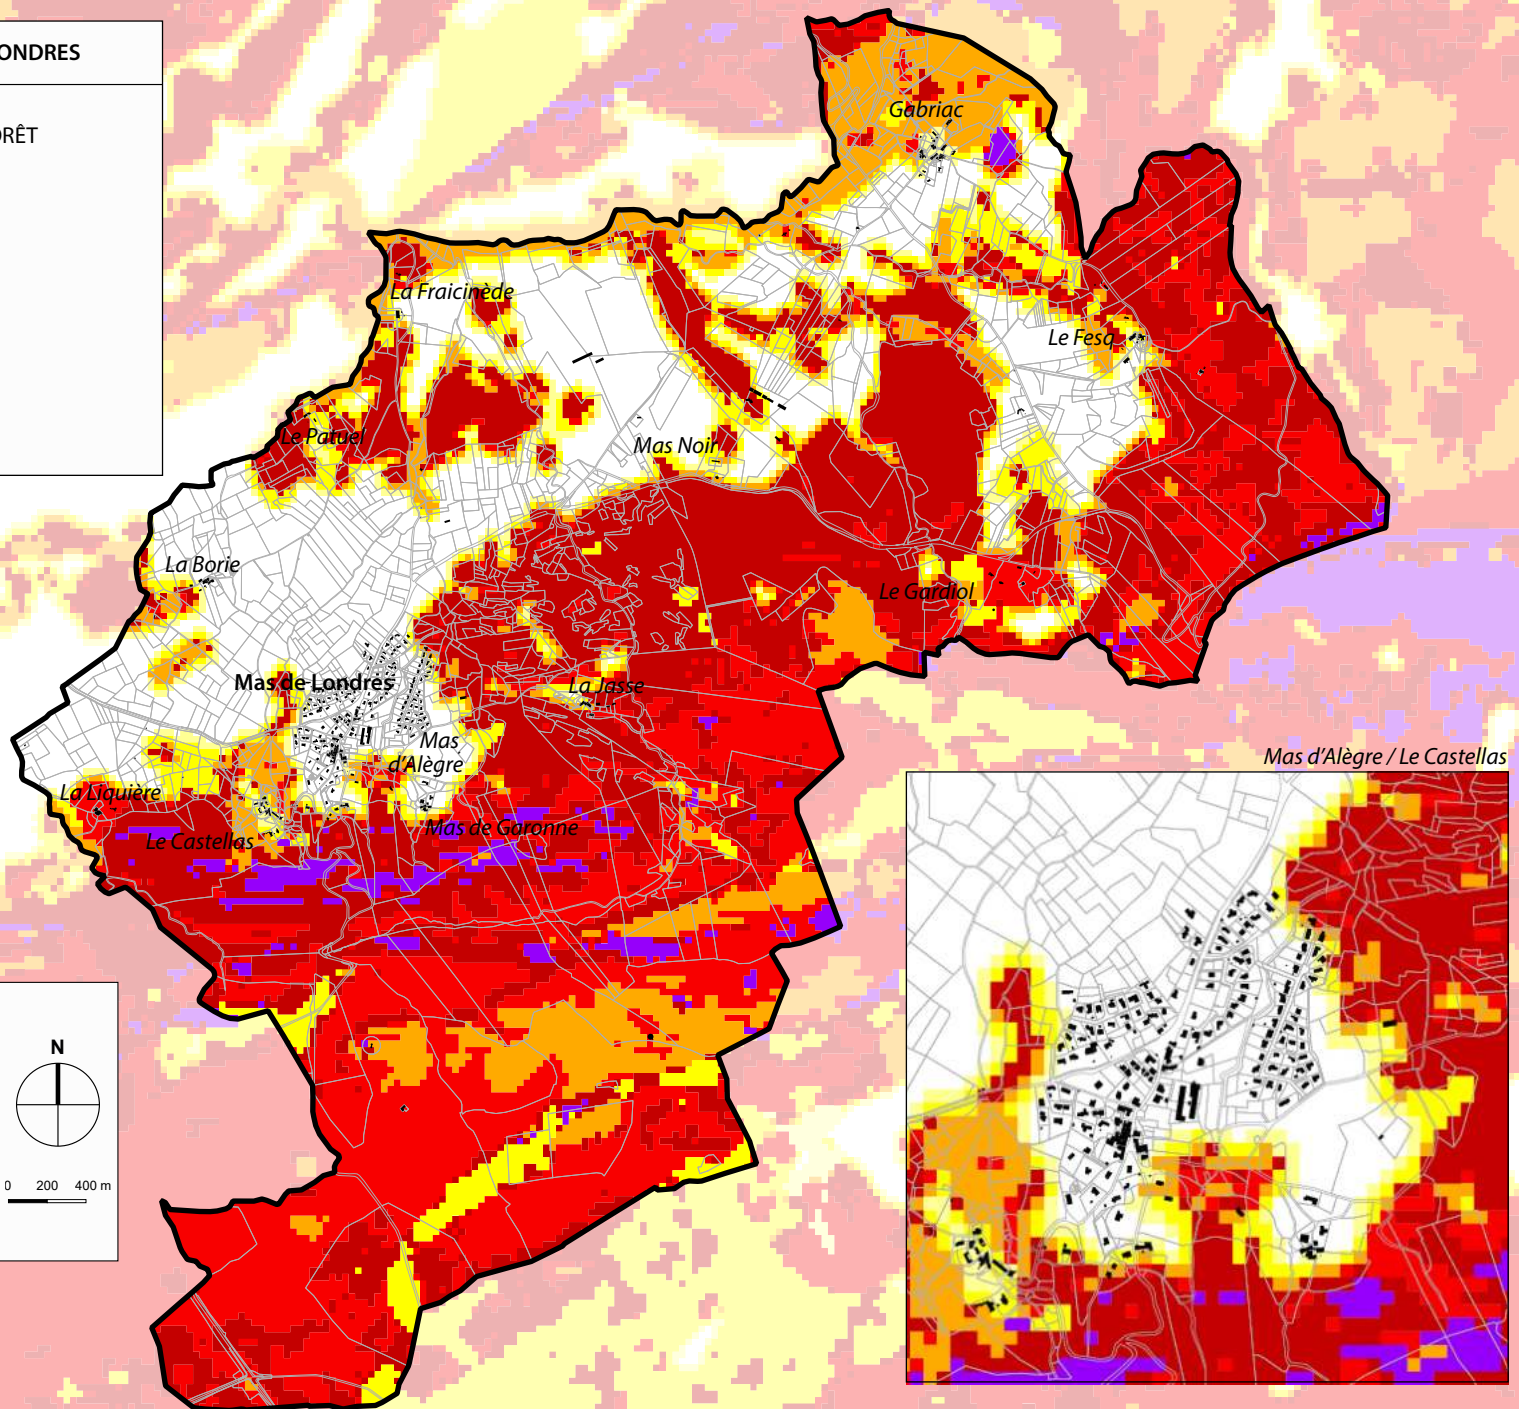 ONDRES
RÊT
Gabriac
La Fraicinède
Le Fesq
Le Patuel
Mas Noir
La Borie
Le Gardiol
Mas de Londres
La Jasse
Mas
d'Alègre
Mas d'Alègre / Le Castellas
La Liquière
Mas de Garonne
Le Castellas
N
0 200 400 m